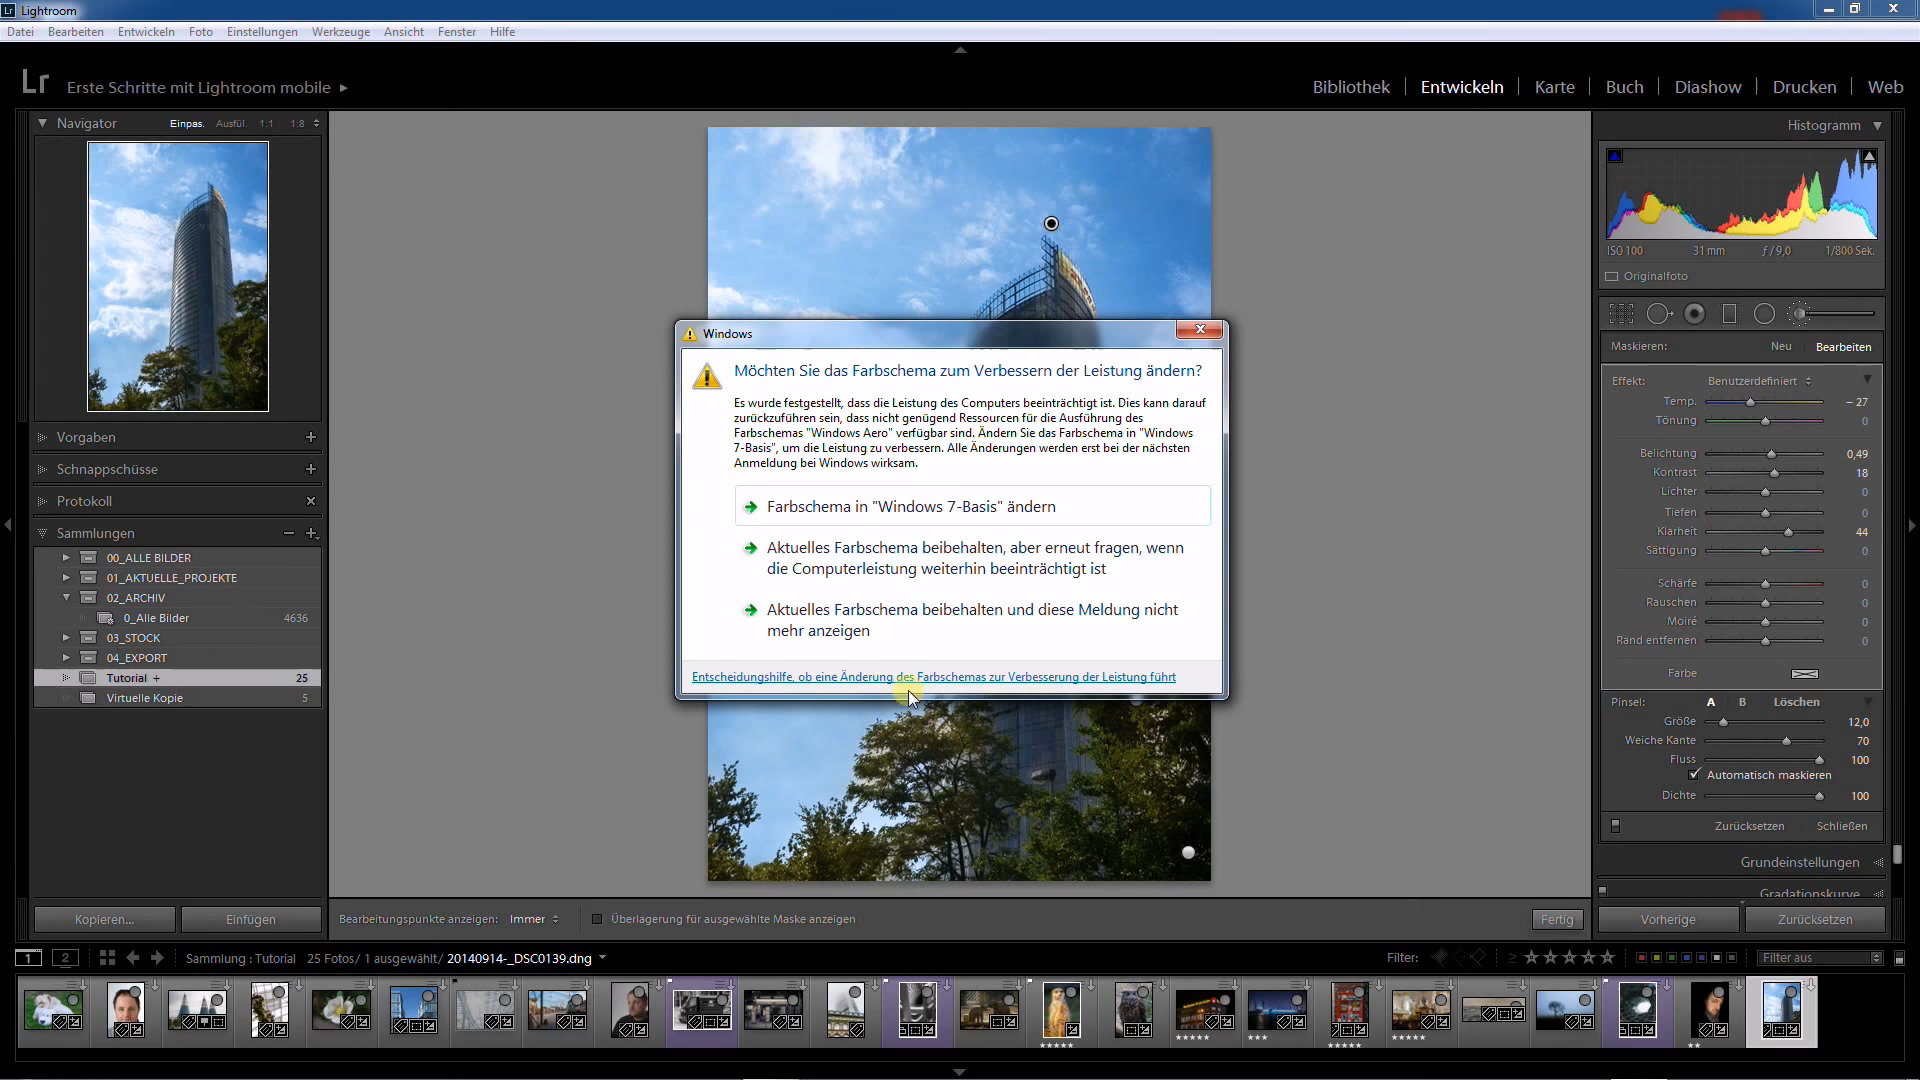 Lr Lightroom
Datei Bearbeiten Entwickeln Foto Einstellungen Werkzeuge Ansicht Fenster Hilfe
Lr Erste Schritte mit Lightroom mobile
Bibliothek Entwickeln Karte Buch Diashow Drucken Web
Navigator Einpas. Ausfül. 1:1 1:8
Vorgaben
Schnappschüsse
Protokoll
Sammlungen
00_ALLE BILDER
01_AKTUELLE_PROJEKTE
02_ARCHIV
0_Alle Bilder 4636
03_STOCK
04_EXPORT
Tutorial + 25
Virtuelle Kopie 5
Kopieren... Einfügen
Windows
Möchten Sie das Farbschema zum Verbessern der Leistung ändern?
Es wurde festgestellt, dass die Leistung des Computers beeinträchtigt ist. Dies kann darauf
zurückzuführen sein, dass nicht genügend Ressourcen für die Ausführung des
Farbschemas "Windows Aero" verfügbar sind. Ändern Sie das Farbschema in "Windows
7-Basis", um die Leistung zu verbessern. Alle Änderungen werden erst bei der nächsten
Anmeldung bei Windows wirksam.
Farbschema in "Windows 7-Basis" ändern
Aktuelles Farbschema beibehalten, aber erneut fragen, wenn
die Computerleistung weiterhin beeinträchtigt ist
Aktuelles Farbschema beibehalten und diese Meldung nicht
mehr anzeigen
Entscheidungshilfe, ob eine Änderung des Farbschemas zur Verbesserung der Leistung führt
Histogramm
ISO 100 31 mm f / 9,0 1/800 Sek.
Originalfoto
Maskieren: Neu Bearbeiten
Effekt: Benutzerdefiniert
Temp. – 27
Tönung 0
Belichtung 0,49
Kontrast 18
Lichter 0
Tiefen 0
Klarheit 44
Sättigung 0
Schärfe 0
Rauschen 0
Moiré 0
Rand entfernen 0
Farbe
Pinsel: A B Löschen
Größe 12,0
Weiche Kante 70
Fluss 100
Automatisch maskieren
Dichte 100
Zurücksetzen Schließen
Grundeinstellungen
Gradationskurve
Vorherige Zurücksetzen
Bearbeitungspunkte anzeigen: Immer Überlagerung für ausgewählte Maske anzeigen Fertig
1 2 Sammlung : Tutorial 25 Fotos/ 1 ausgewählt/ 20140914-_DSC0139.dng Filter: Filter aus